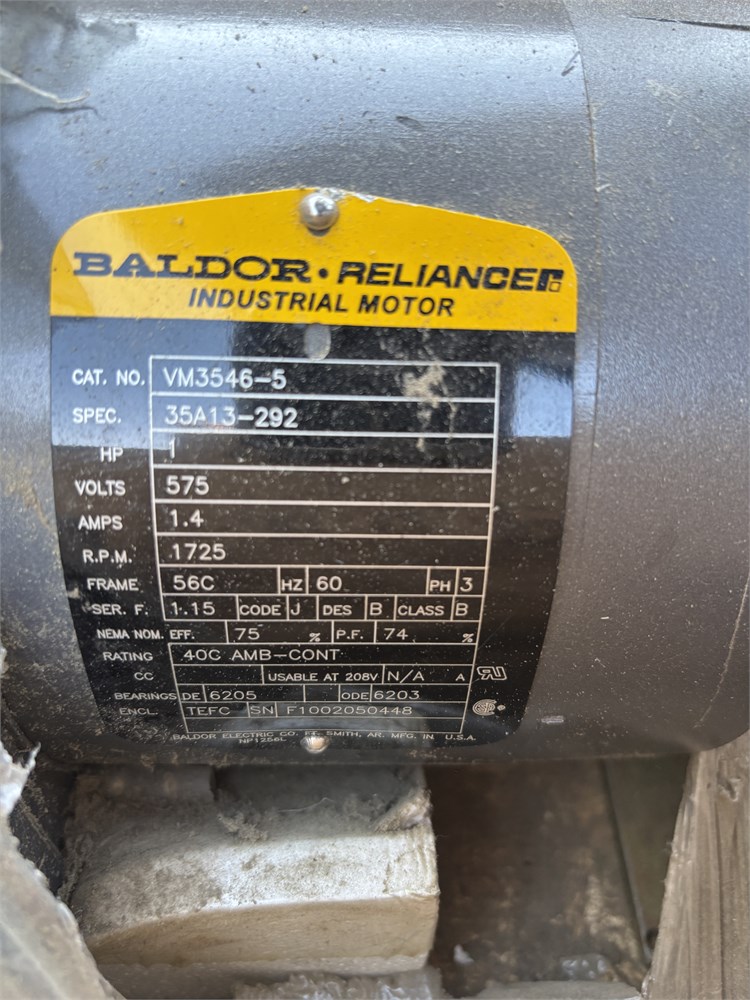 BALDOR • RELIANCER
INDUSTRIAL MOTOR
CAT. NO. VM3546-5
SPEC. 35A13-292
HP 1
VOLTS 575
AMPS 1.4
R.P.M. 1725
FRAME 56C HZ 60 PH 3
SER. F. 1.15 CODE J DES B CLASS B
NEMA NOM. EFF. 75 % P.F. 74 %
RATING 40C AMB-CONT
CC USABLE AT 208V N/A A
BEARINGS DE 6205 ODE 6203
ENCL. TEFC SN F1002050448
BALDOR ELECTRIC CO. FT. SMITH, AR. MFG. IN U.S.A.
NP1256L